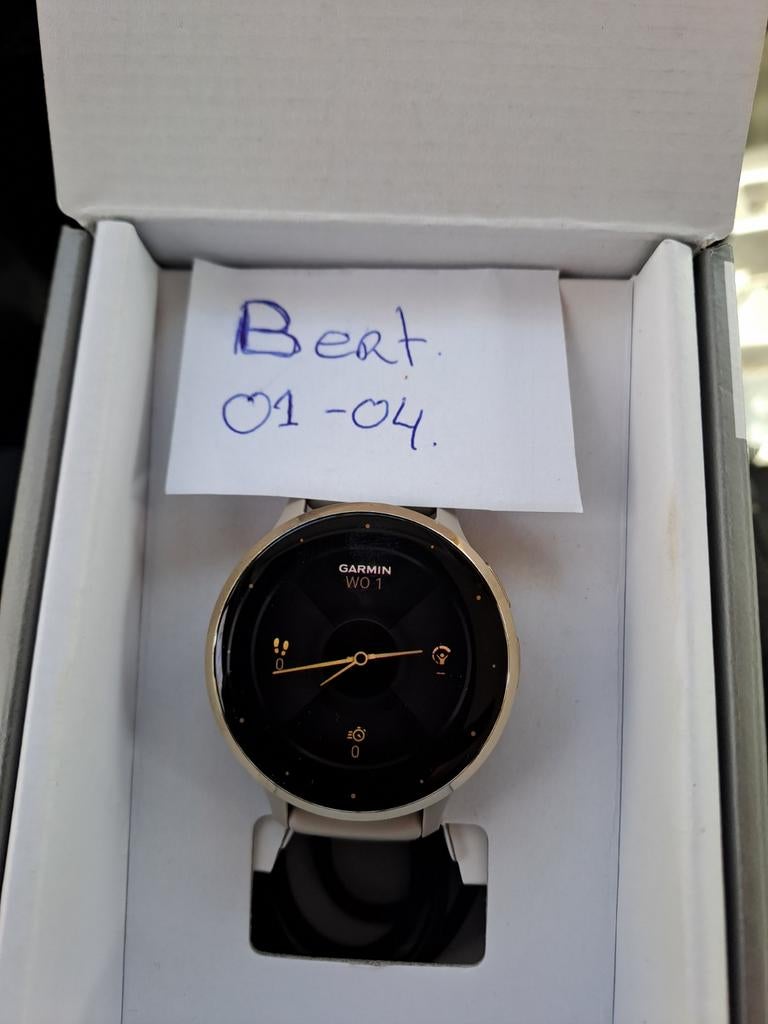 Bert.
01-04.
GARMIN
WO 1
0
0